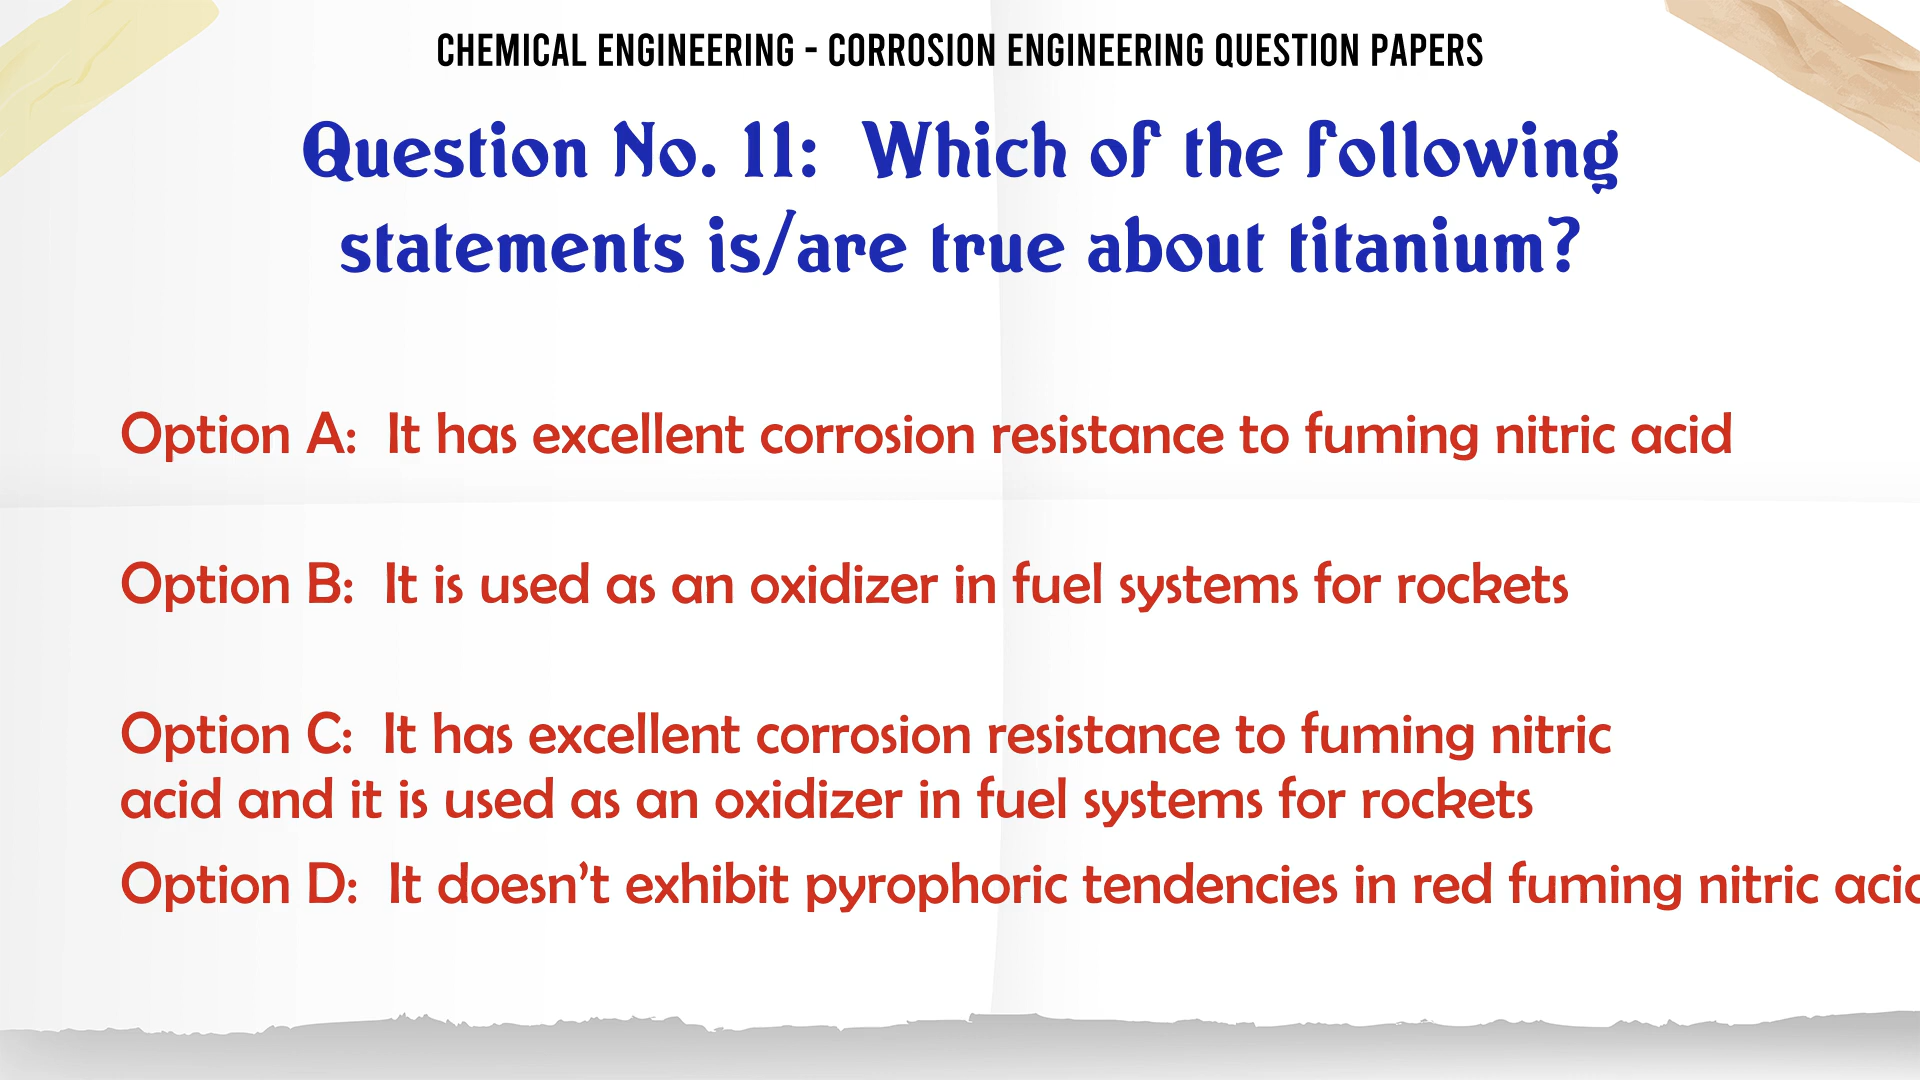 CHEMICAL ENGINEERING - CORROSION ENGINEERING QUESTION PAPERS
Question No. 11: Which of the following
statements is/are true about titanium?
Option A: It has excellent corrosion resistance to fuming nitric acid
Option B: It is used as an oxidizer in fuel systems for rockets
Option C: It has excellent corrosion resistance to fuming nitric
acid and it is used as an oxidizer in fuel systems for rockets
Option D: It doesn't exhibit pyrophoric tendencies in red fuming nitric acid